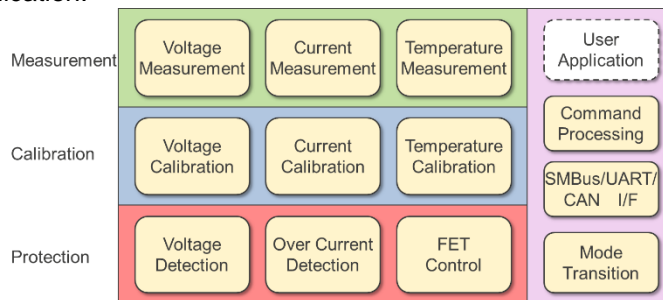 Measurement
Voltage
Measurement
Current
Measurement
Temperature
Measurement
Calibration
Voltage
Calibration
Current
Calibration
Temperature
Calibration
Protection
Voltage
Detection
Over Current
Detection
FET
Control
User
Application
Command
Processing
SMBus/UART/
CAN I/F
Mode
Transition